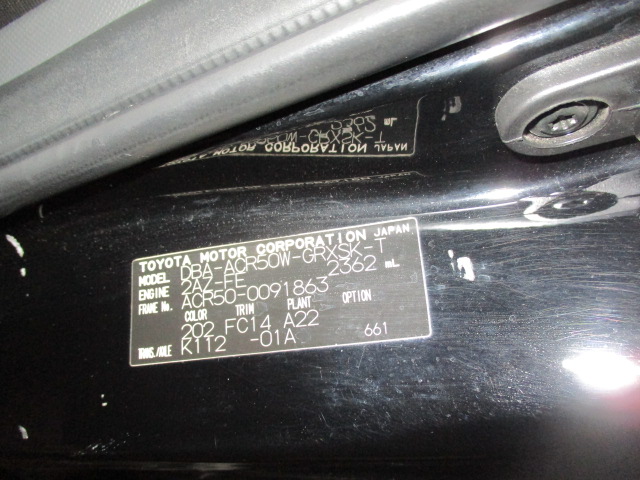 TOYOTA MOTOR CORPORATION JAPAN
MODEL DBA-ACR50W-GRXSK-T
ENGINE 2AZ-FE 2362 mL
FRAME No. ACR50-0091863
COLOR TRIM PLANT OPTION
202 FC14 A22
TRANS./AXLE K112 -01A 661